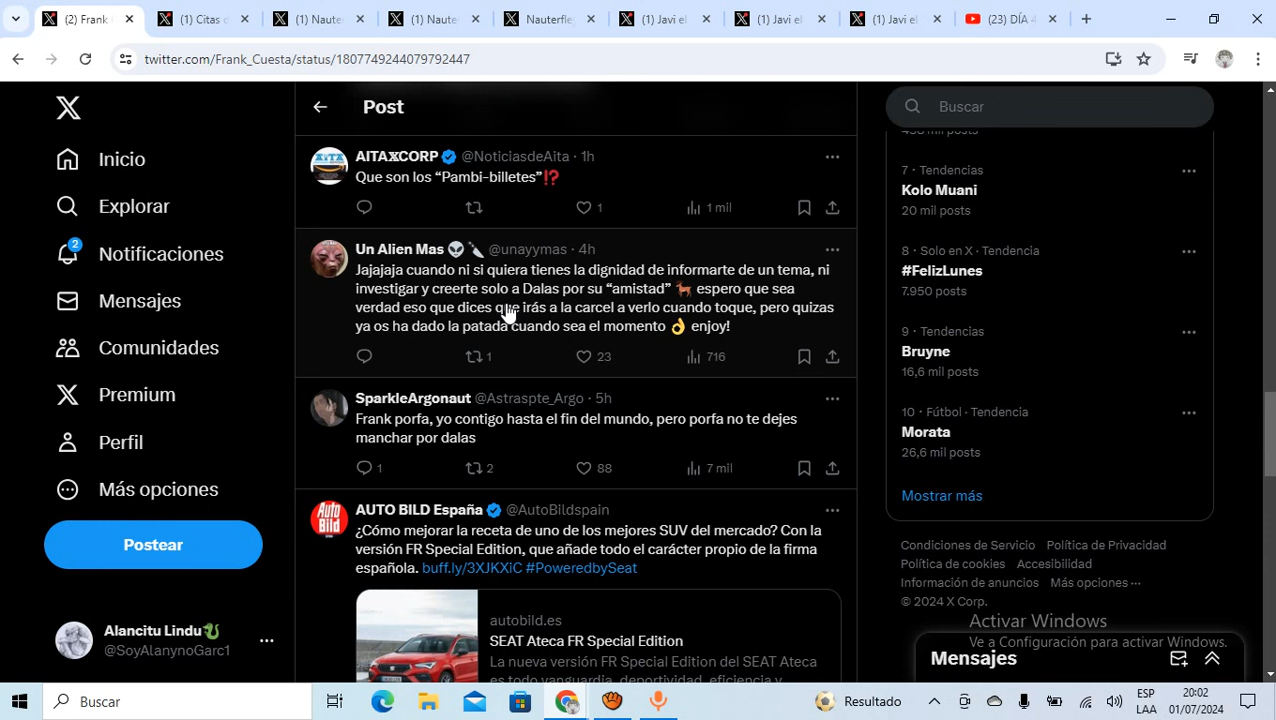 (2) Frank
(1) Citas d
(1) Nauter
(1) Nauter
Nauterfle
(1) Javi el
(1) Javi el
(1) Javi el
(23) DÍA
twitter.com/Frank_Cuesta/status/1807749244079792447
Inicio
Explorar
2
Notificaciones
Mensajes
Comunidades
Premium
Perfil
Más opciones
Postear
Alancitu Lindu
@SoyAlanynoGarc1
Post
AITAXCORP @NoticiasdeAita · 1h
Que son los “Pambi-billetes”⁉️
1
1 mil
Un Alien Mas 👽 @unayymas · 4h
Jajajaja cuando ni si quiera tienes la dignidad de informarte de un tema, ni
investigar y creerte solo a Dalas por su “amistad” 🦌 espero que sea
verdad eso que dices que irás a la carcel a verlo cuando toque, pero quizas
ya os ha dado la patada cuando sea el momento 👌 enjoy!
1
23
716
SparkleArgonaut @Astraspte_Argo · 5h
Frank porfa, yo contigo hasta el fin del mundo, pero porfa no te dejes
manchar por dalas
1
2
88
7 mil
AUTO BILD España @AutoBildspain
¿Cómo mejorar la receta de uno de los mejores SUV del mercado? Con la
versión FR Special Edition, que añade todo el carácter propio de la firma
española. buff.ly/3XJKXiC #PoweredbySeat
Auto Bild
autobild.es
SEAT Ateca FR Special Edition
La nueva versión FR Special Edition del SEAT Ateca
es todo vanguardia, deportividad, eficiencia y
Buscar
7 · Tendencias
Kolo Muani
20 mil posts
8 · Solo en X · Tendencia
#FelizLunes
7.950 posts
9 · Tendencias
Bruyne
16,6 mil posts
10 · Fútbol · Tendencia
Morata
26,6 mil posts
Mostrar más
Condiciones de Servicio Política de Privacidad
Política de cookies Accesibilidad
Información de anuncios Más opciones ···
© 2024 X Corp.
Activar Windows
Ve a Configuración para activar Windows.
Mensajes
Buscar
Resultado
ESP
LAA
20:02
01/07/2024